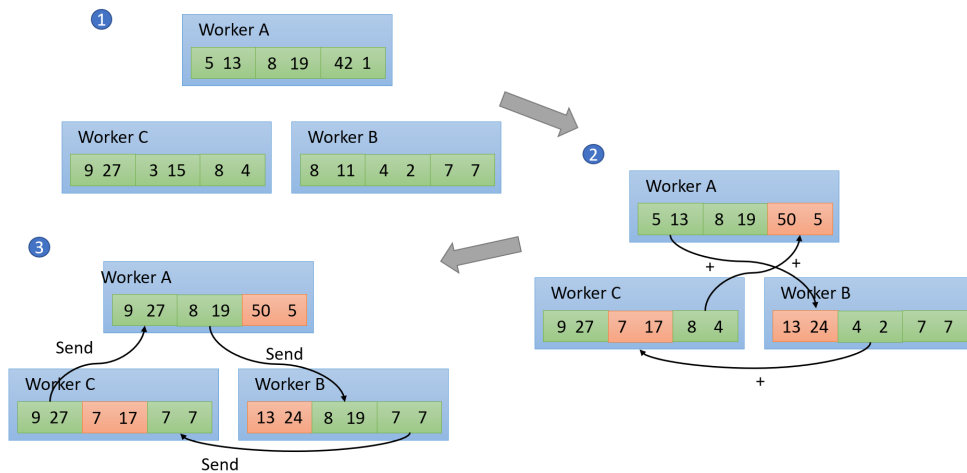 1
Worker A
5 13 8 19 42 1
Worker C
9 27 3 15 8 4
Worker B
8 11 4 2 7 7
2
Worker A
5 13 8 19 50 5
+ +
Worker C
9 27 7 17 8 4
Worker B
13 24 4 2 7 7
+
3
Worker A
9 27 8 19 50 5
Send
Send
Worker C
9 27 7 17 7 7
Worker B
13 24 8 19 7 7
Send